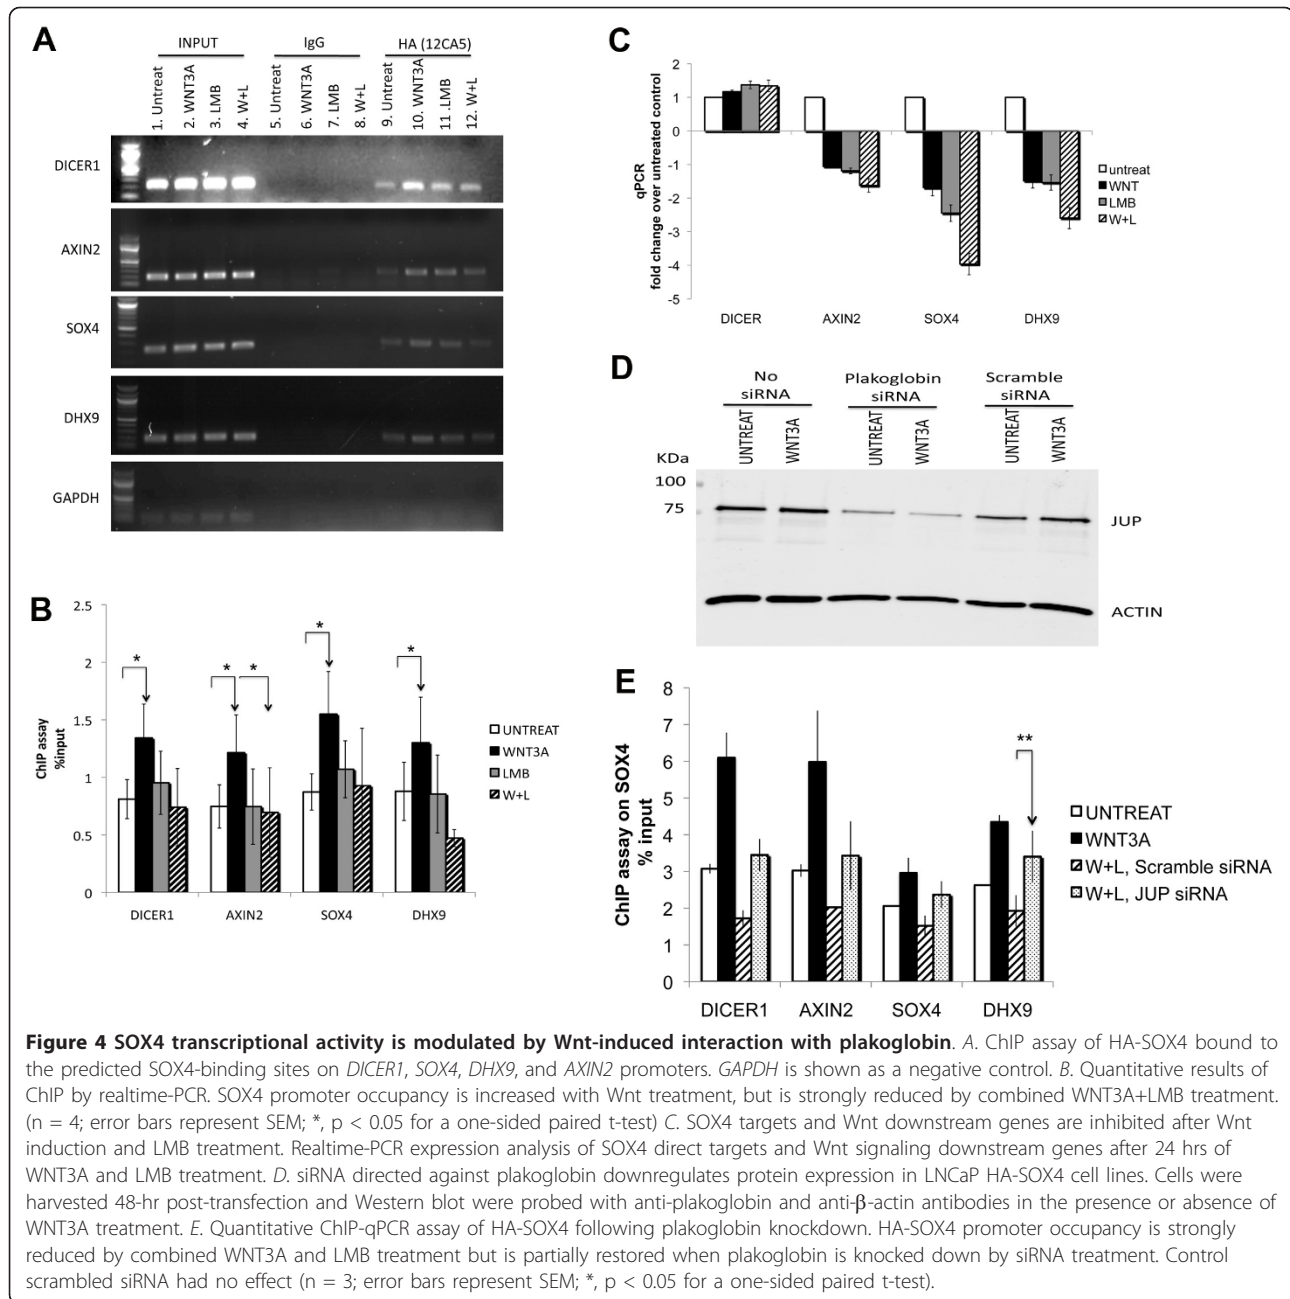 A
INPUT
IgG
HA (12CA5)
1. Untreat
2. WNT3A
3. LMB
4. W+L
5. Untreat
6. WNT3A
7. LMB
8. W+L
9. Untreat
10. WNT3A
11 .LMB
12. W+L
DICER1
AXIN2
SOX4
DHX9
GAPDH
B
2.5
2
1.5
1
0.5
0
ChIP assay
%input
*
*
*
*
*
DICER1
AXIN2
SOX4
DHX9
UNTREAT
WNT3A
LMB
W+L
C
2
1
0
-1
-2
-3
-4
-5
qPCR
fold change over untreated control
DICER
AXIN2
SOX4
DHX9
untreat
WNT
LMB
W+L
D
No
siRNA
Plakoglobin
siRNA
Scramble
siRNA
UNTREAT
WNT3A
UNTREAT
WNT3A
UNTREAT
WNT3A
KDa
100
75
JUP
ACTIN
E
8
7
6
5
4
3
2
1
0
ChIP assay on SOX4
% input
**
DICER1
AXIN2
SOX4
DHX9
UNTREAT
WNT3A
W+L, Scramble siRNA
W+L, JUP siRNA
Figure 4 SOX4 transcriptional activity is modulated by Wnt-induced interaction with plakoglobin. A. ChIP assay of HA-SOX4 bound to
the predicted SOX4-binding sites on DICER1, SOX4, DHX9, and AXIN2 promoters. GAPDH is shown as a negative control. B. Quantitative results of
ChIP by realtime-PCR. SOX4 promoter occupancy is increased with Wnt treatment, but is strongly reduced by combined WNT3A+LMB treatment.
(n = 4; error bars represent SEM; *, p < 0.05 for a one-sided paired t-test) C. SOX4 targets and Wnt downstream genes are inhibited after Wnt
induction and LMB treatment. Realtime-PCR expression analysis of SOX4 direct targets and Wnt signaling downstream genes after 24 hrs of
WNT3A and LMB treatment. D. siRNA directed against plakoglobin downregulates protein expression in LNCaP HA-SOX4 cell lines. Cells were
harvested 48-hr post-transfection and Western blot were probed with anti-plakoglobin and anti-β-actin antibodies in the presence or absence of
WNT3A treatment. E. Quantitative ChIP-qPCR assay of HA-SOX4 following plakoglobin knockdown. HA-SOX4 promoter occupancy is strongly
reduced by combined WNT3A and LMB treatment but is partially restored when plakoglobin is knocked down by siRNA treatment. Control
scrambled siRNA had no effect (n = 3; error bars represent SEM; *, p < 0.05 for a one-sided paired t-test).